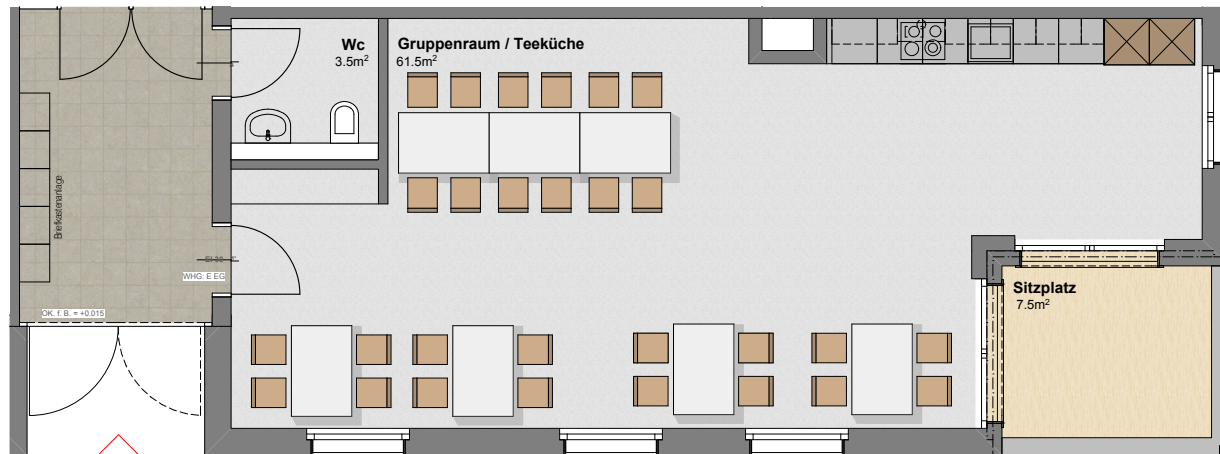 Wc
3.5m²
Gruppenraum / Teeküche
61.5m²
Briefkastenanlage
WHG: E EG
OK. f. B. = +0.015
Sitzplatz
7.5m²